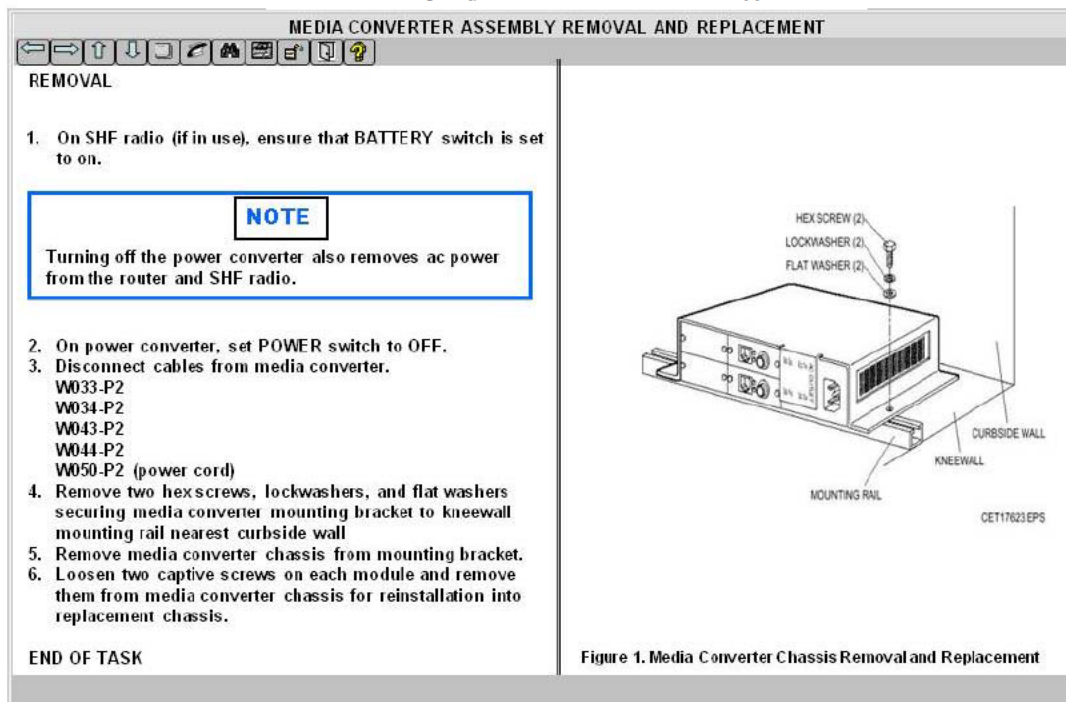 MEDIA CONVERTER ASSEMBLY REMOVAL AND REPLACEMENT
REMOVAL
1. On SHF radio (if in use), ensure that BATTERY switch is set
to on.
NOTE
Turning off the power converter also removes ac power
from the router and SHF radio.
2. On power converter, set POWER switch to OFF.
3. Disconnect cables from media converter.
W033-P2
W034-P2
W043-P2
W044-P2
W050-P2 (power cord)
4. Remove two hex screws, lockwashers, and flat washers
securing media converter mounting bracket to kneewall
mounting rail nearest curbside wall
5. Remove media converter chassis from mounting bracket.
6. Loosen two captive screws on each module and remove
them from media converter chassis for reinstallation into
replacement chassis.
END OF TASK
HEX SCREW (2)
LOCKWASHER (2)
FLAT WASHER (2)
CURBSIDE WALL
KNEEWALL
MOUNTING RAIL
CET17623EPS
Figure 1. Media Converter Chassis Removal and Replacement